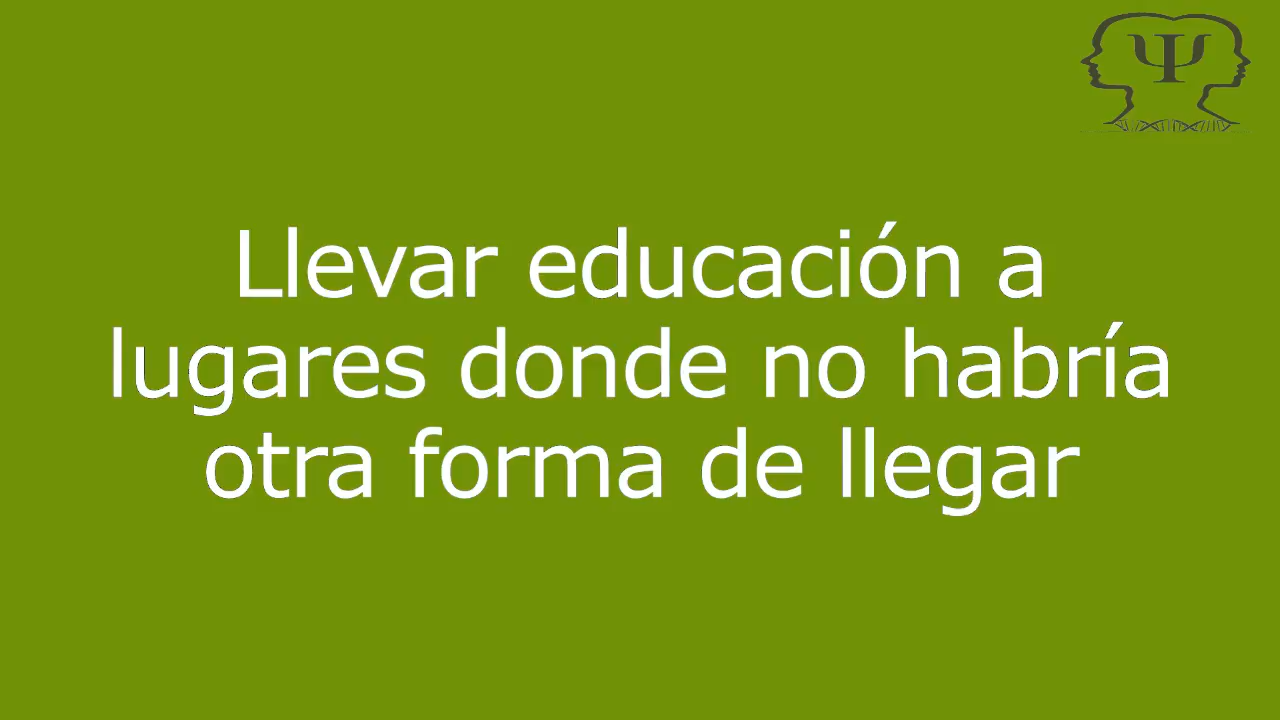 Ψ
Llevar educación a
lugares donde no habría
otra forma de llegar